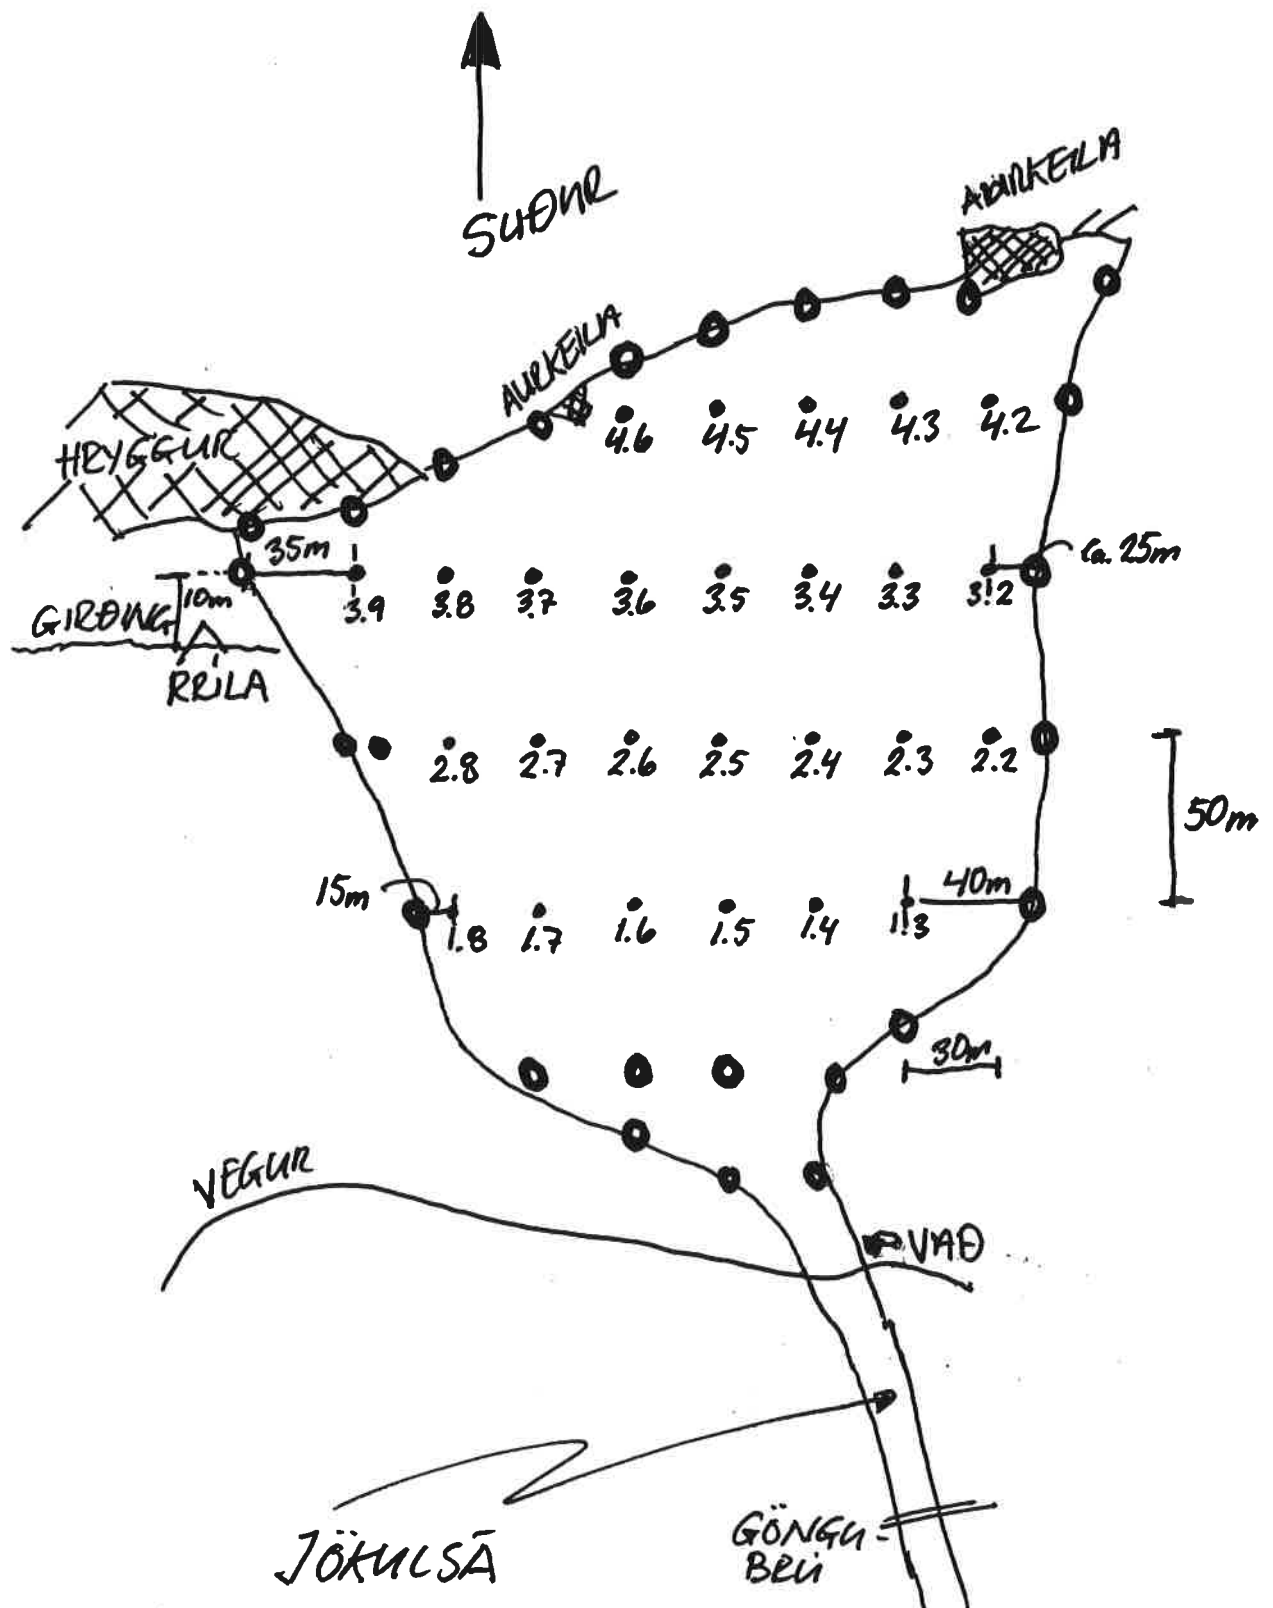 SUÐUR
AURKEILA
AURKEILA
HRYGGUR
4.6 4.5 4.4 4.3 4.2
35m
ca. 25m
10m
3.9 3.8 3.7 3.6 3.5 3.4 3.3 3.2
GIRÐING
2.8 2.7 2.6 2.5 2.4 2.3 2.2
50m
15m
40m
1.8 1.7 1.6 1.5 1.4 1.3
30m
VEGUR
VAÐ
JÖKULSÁ
GÖNGU-
BRÚ